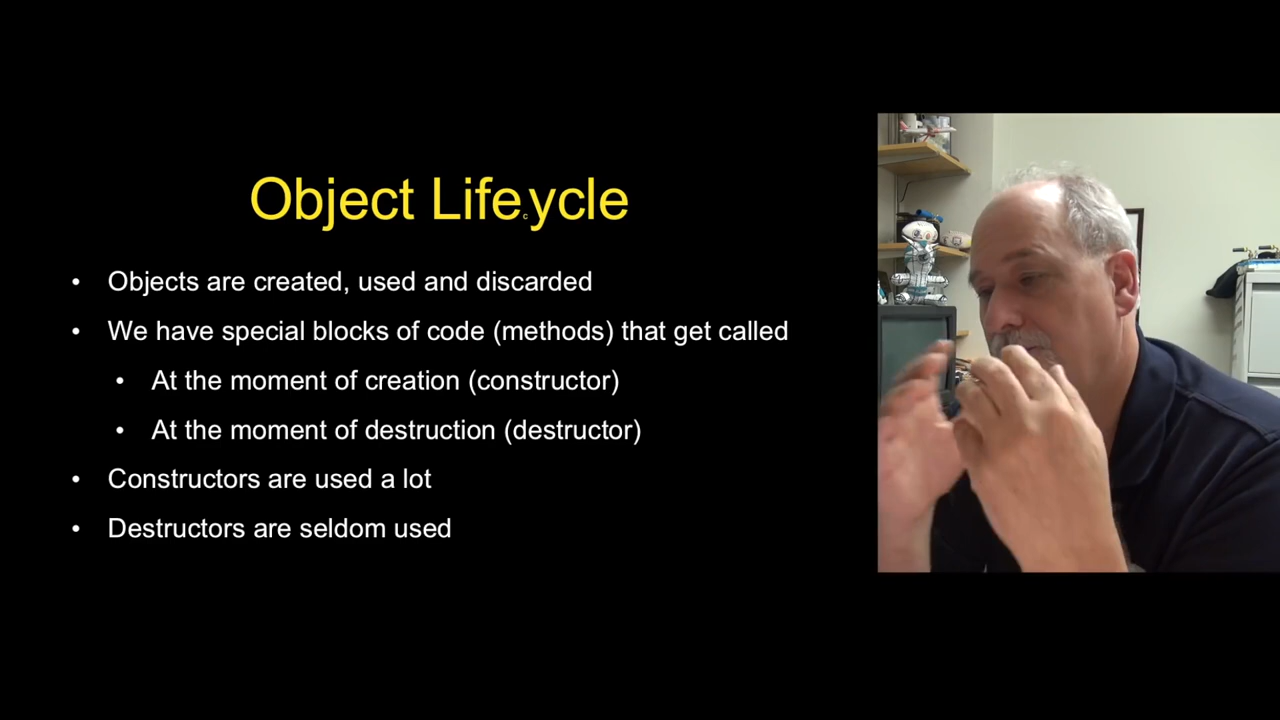 Object Lifecycle
• Objects are created, used and discarded
• We have special blocks of code (methods) that get called
• At the moment of creation (constructor)
• At the moment of destruction (destructor)
• Constructors are used a lot
• Destructors are seldom used